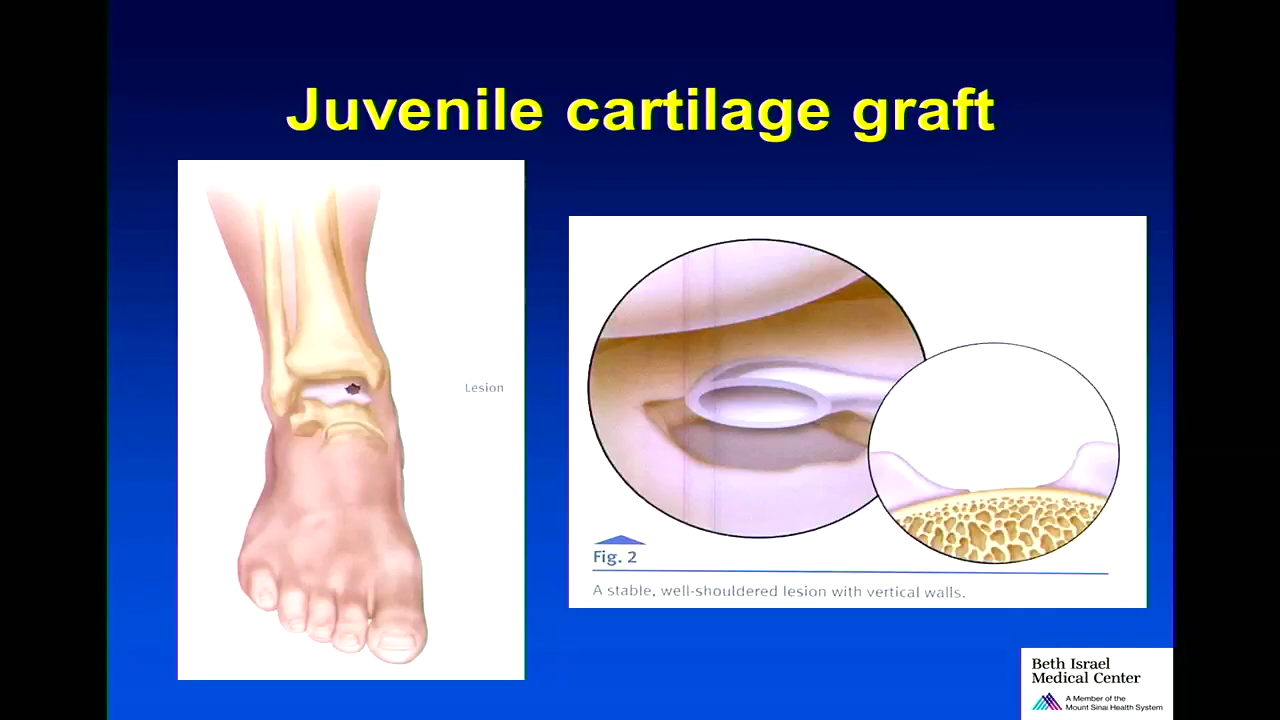 Juvenile cartilage graft
Lesion
Fig. 2
A stable, well-shouldered lesion with vertical walls.
Beth Israel
Medical Center
A Member of the
Mount Sinai Health System